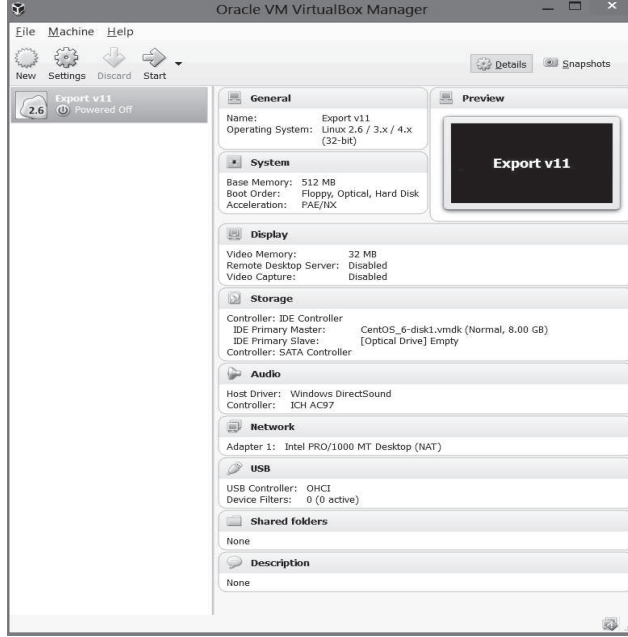 Oracle VM VirtualBox Manager
File Machine Help
New Settings Discard Start
Details Snapshots
2.6
Export v11
Powered Off
General
Name: Export v11
Operating System: Linux 2.6 / 3.x / 4.x
(32-bit)
Preview
Export v11
System
Base Memory: 512 MB
Boot Order: Floppy, Optical, Hard Disk
Acceleration: PAE/NX
Display
Video Memory: 32 MB
Remote Desktop Server: Disabled
Video Capture: Disabled
Storage
Controller: IDE Controller
IDE Primary Master: CentOS_6-disk1.vmdk (Normal, 8.00 GB)
IDE Primary Slave: [Optical Drive] Empty
Controller: SATA Controller
Audio
Host Driver: Windows DirectSound
Controller: ICH AC97
Network
Adapter 1: Intel PRO/1000 MT Desktop (NAT)
USB
USB Controller: OHCI
Device Filters: 0 (0 active)
Shared folders
None
Description
None